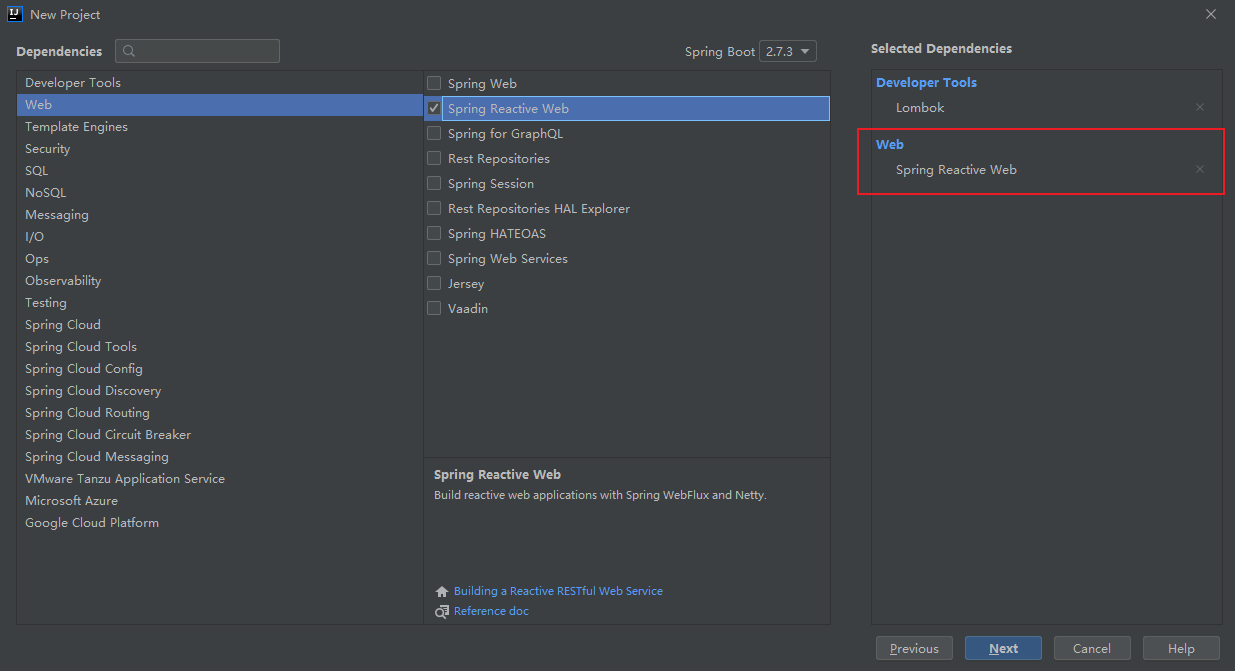 IJ
New Project
Dependencies
Spring Boot 2.7.3
Developer Tools
Web
Template Engines
Security
SQL
NoSQL
Messaging
I/O
Ops
Observability
Testing
Spring Cloud
Spring Cloud Tools
Spring Cloud Config
Spring Cloud Discovery
Spring Cloud Routing
Spring Cloud Circuit Breaker
Spring Cloud Messaging
VMware Tanzu Application Service
Microsoft Azure
Google Cloud Platform
Spring Web
Spring Reactive Web
Spring for GraphQL
Rest Repositories
Spring Session
Rest Repositories HAL Explorer
Spring HATEOAS
Spring Web Services
Jersey
Vaadin
Spring Reactive Web
Build reactive web applications with Spring WebFlux and Netty.
Building a Reactive RESTful Web Service
Reference doc
Selected Dependencies
Developer Tools
Lombok
Web
Spring Reactive Web
Previous
Next
Cancel
Help